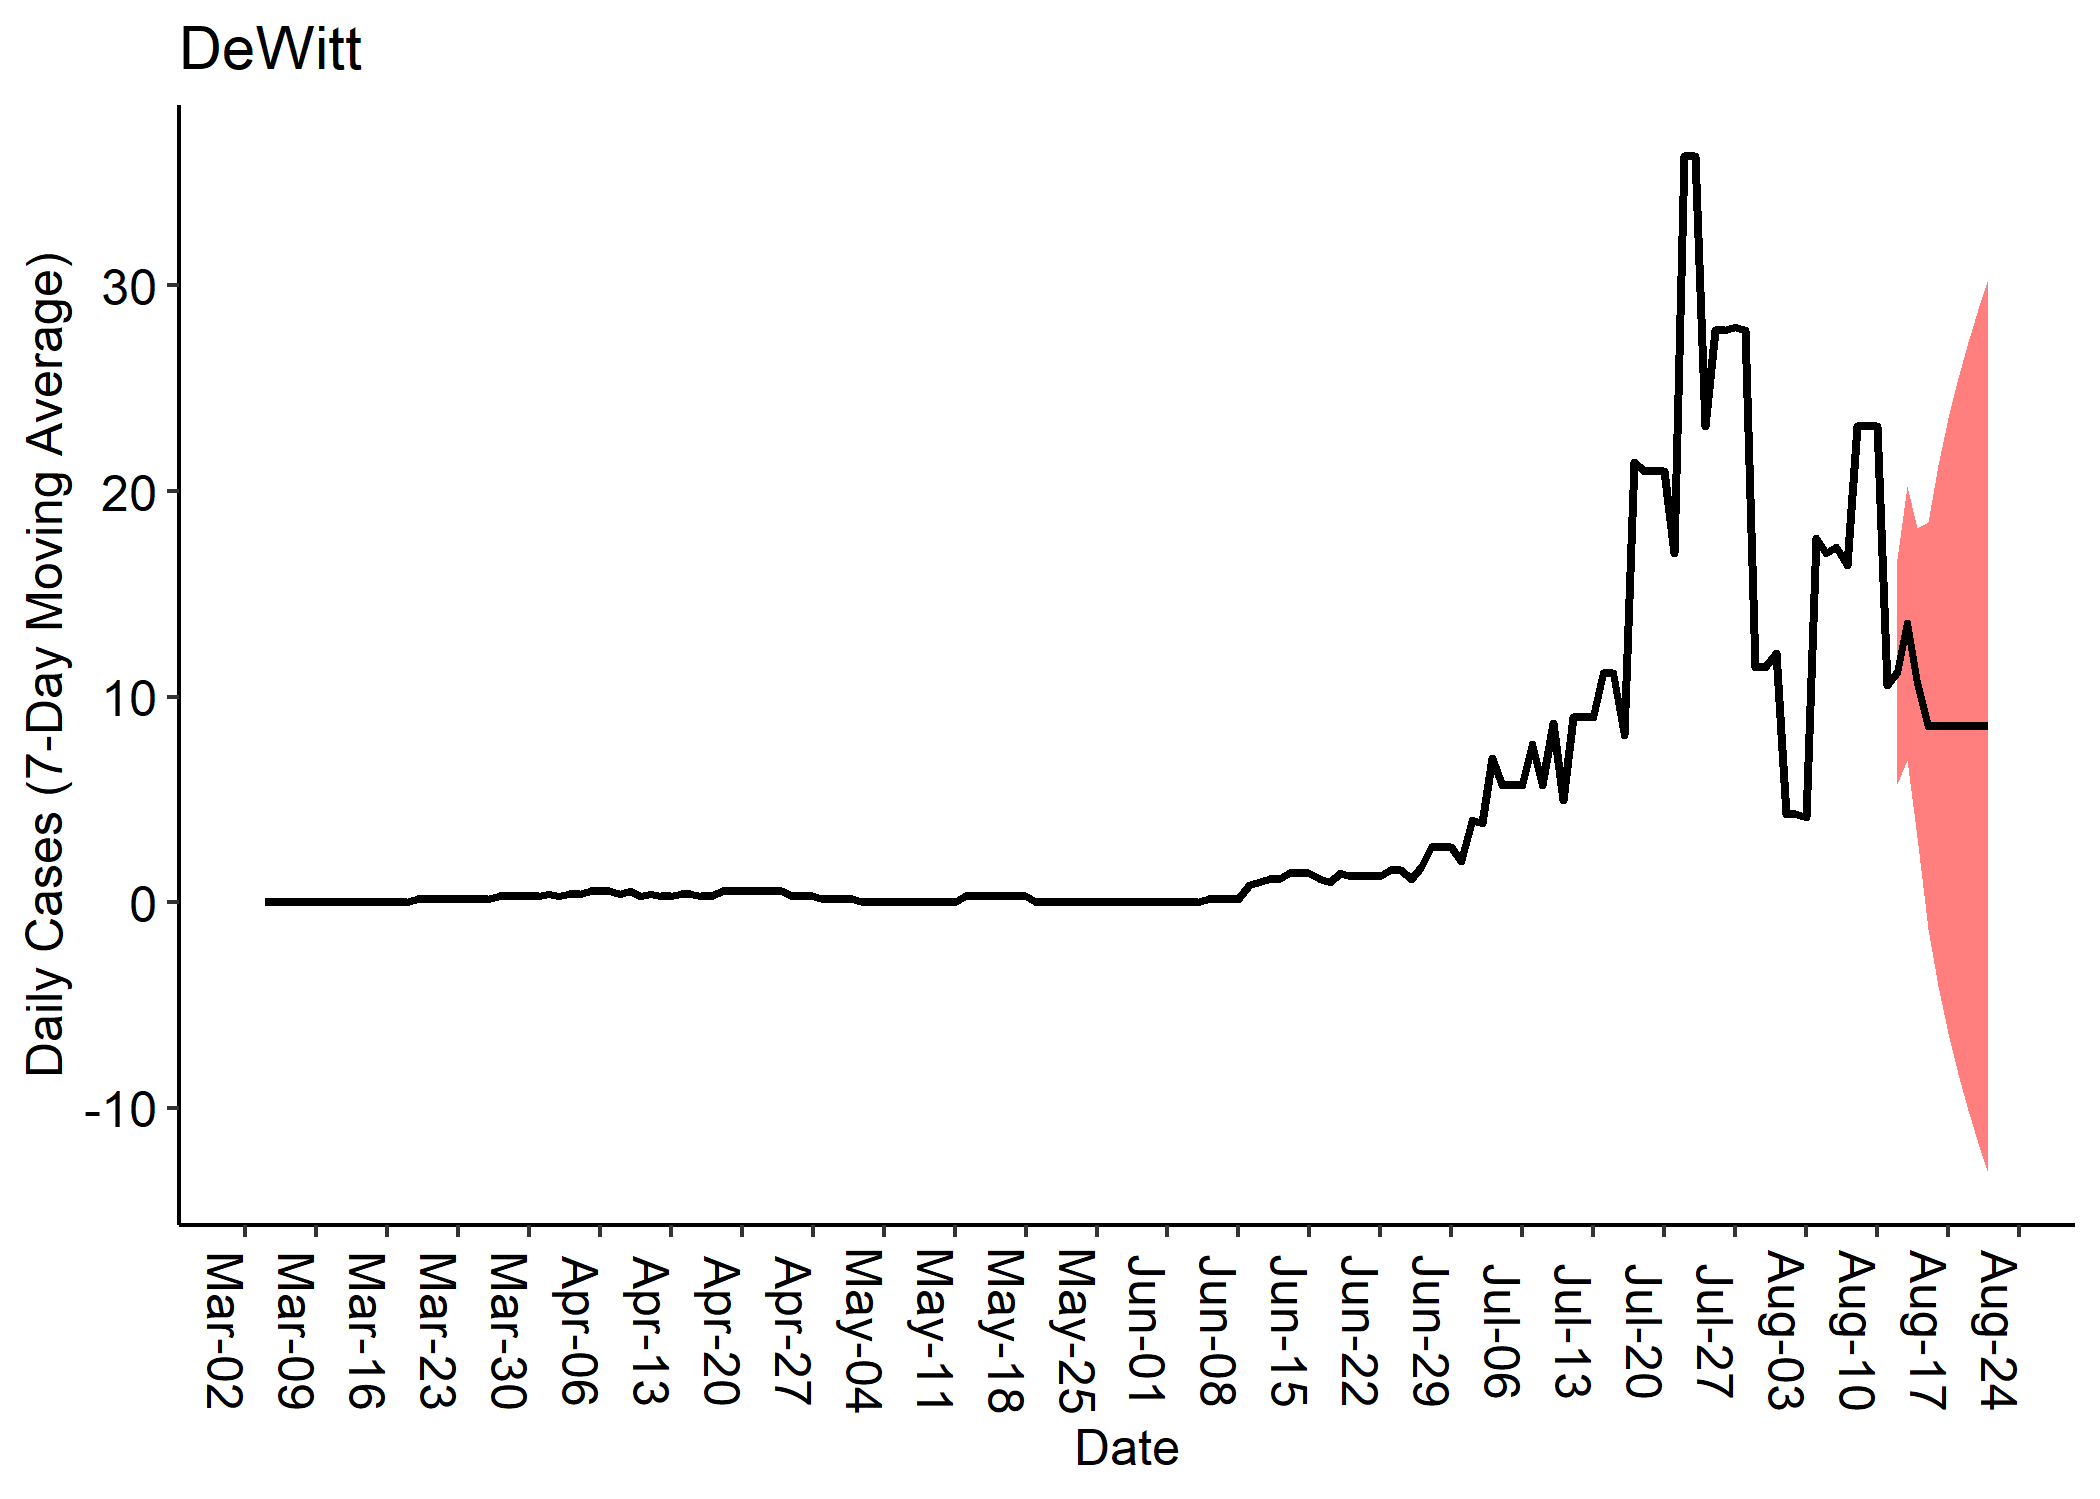 DeWitt
Daily Cases (7-Day Moving Average)
30
20
10
0
-10
Mar-02
Mar-09
Mar-16
Mar-23
Mar-30
Apr-06
Apr-13
Apr-20
Apr-27
May-04
May-11
May-18
May-25
Jun-01
Jun-08
Jun-15
Jun-22
Jun-29
Jul-06
Jul-13
Jul-20
Jul-27
Aug-03
Aug-10
Aug-17
Aug-24
Date